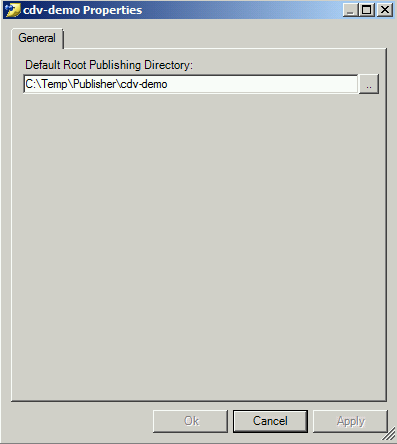 cdv-demo Properties
General
Default Root Publishing Directory:
C:\Temp\Publisher\cdv-demo
..
Ok
Cancel
Apply